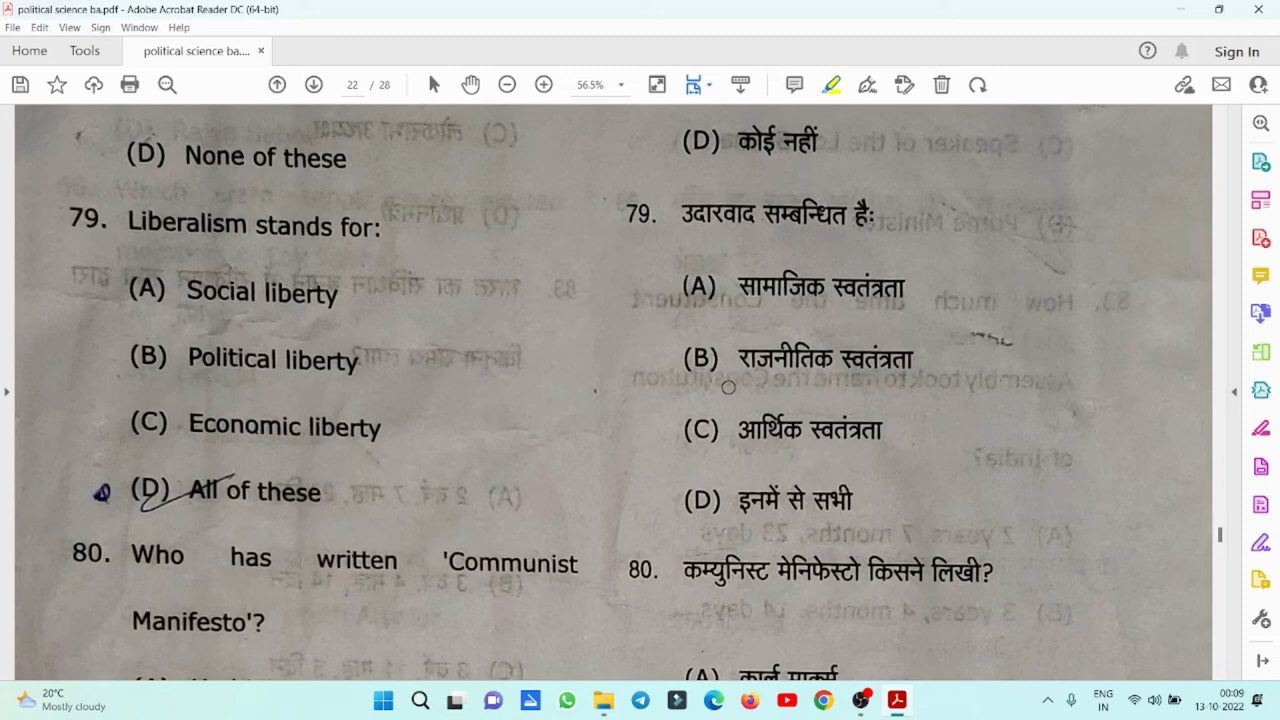 political science ba.pdf - Adobe Acrobat Reader DC (64-bit)
File Edit View Sign Window Help
Home Tools political science ba.... × Sign In
22 / 28 56.5%
(D) None of these
79. Liberalism stands for:
(A) Social liberty
(B) Political liberty
(C) Economic liberty
(D) All of these
80. Who has written 'Communist
Manifesto'?
(D) कोई नहीं
79. उदारवाद सम्बन्धित है:
(A) सामाजिक स्वतंत्रता
(B) राजनीतिक स्वतंत्रता
(C) आर्थिक स्वतंत्रता
(D) इनमें से सभी
80. कम्युनिस्ट मेनिफेस्टो किसने लिखी?
(A) कार्ल मार्क्स
20°C
Mostly cloudy
ENG
IN
00:09
13-10-2022